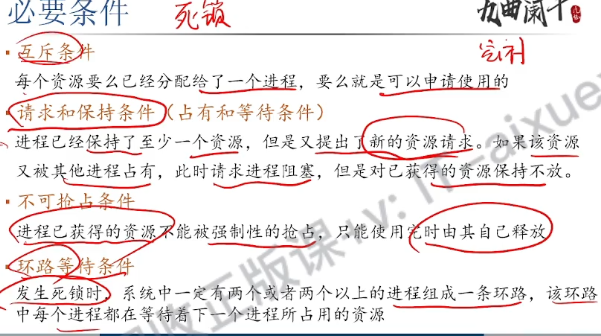 必要条件
死锁
九曲阑干
• 互斥条件
每个资源要么已经分配给了一个进程，要么就是可以申请使用的
• 请求和保持条件（占有和等待条件）
进程已经保持了至少一个资源，但是又提出了新的资源请求。如果该资源
又被其他进程占有，此时请求进程阻塞，但是对已获得的资源保持不放。
• 不可抢占条件
进程已获得的资源不能被强制性的抢占，只能使用完时由其自己释放
• 环路等待条件
发生死锁时，系统中一定有两个或者两个以上的进程组成一条环路，该环路
中每个进程都在等待着下一个进程所占用的资源